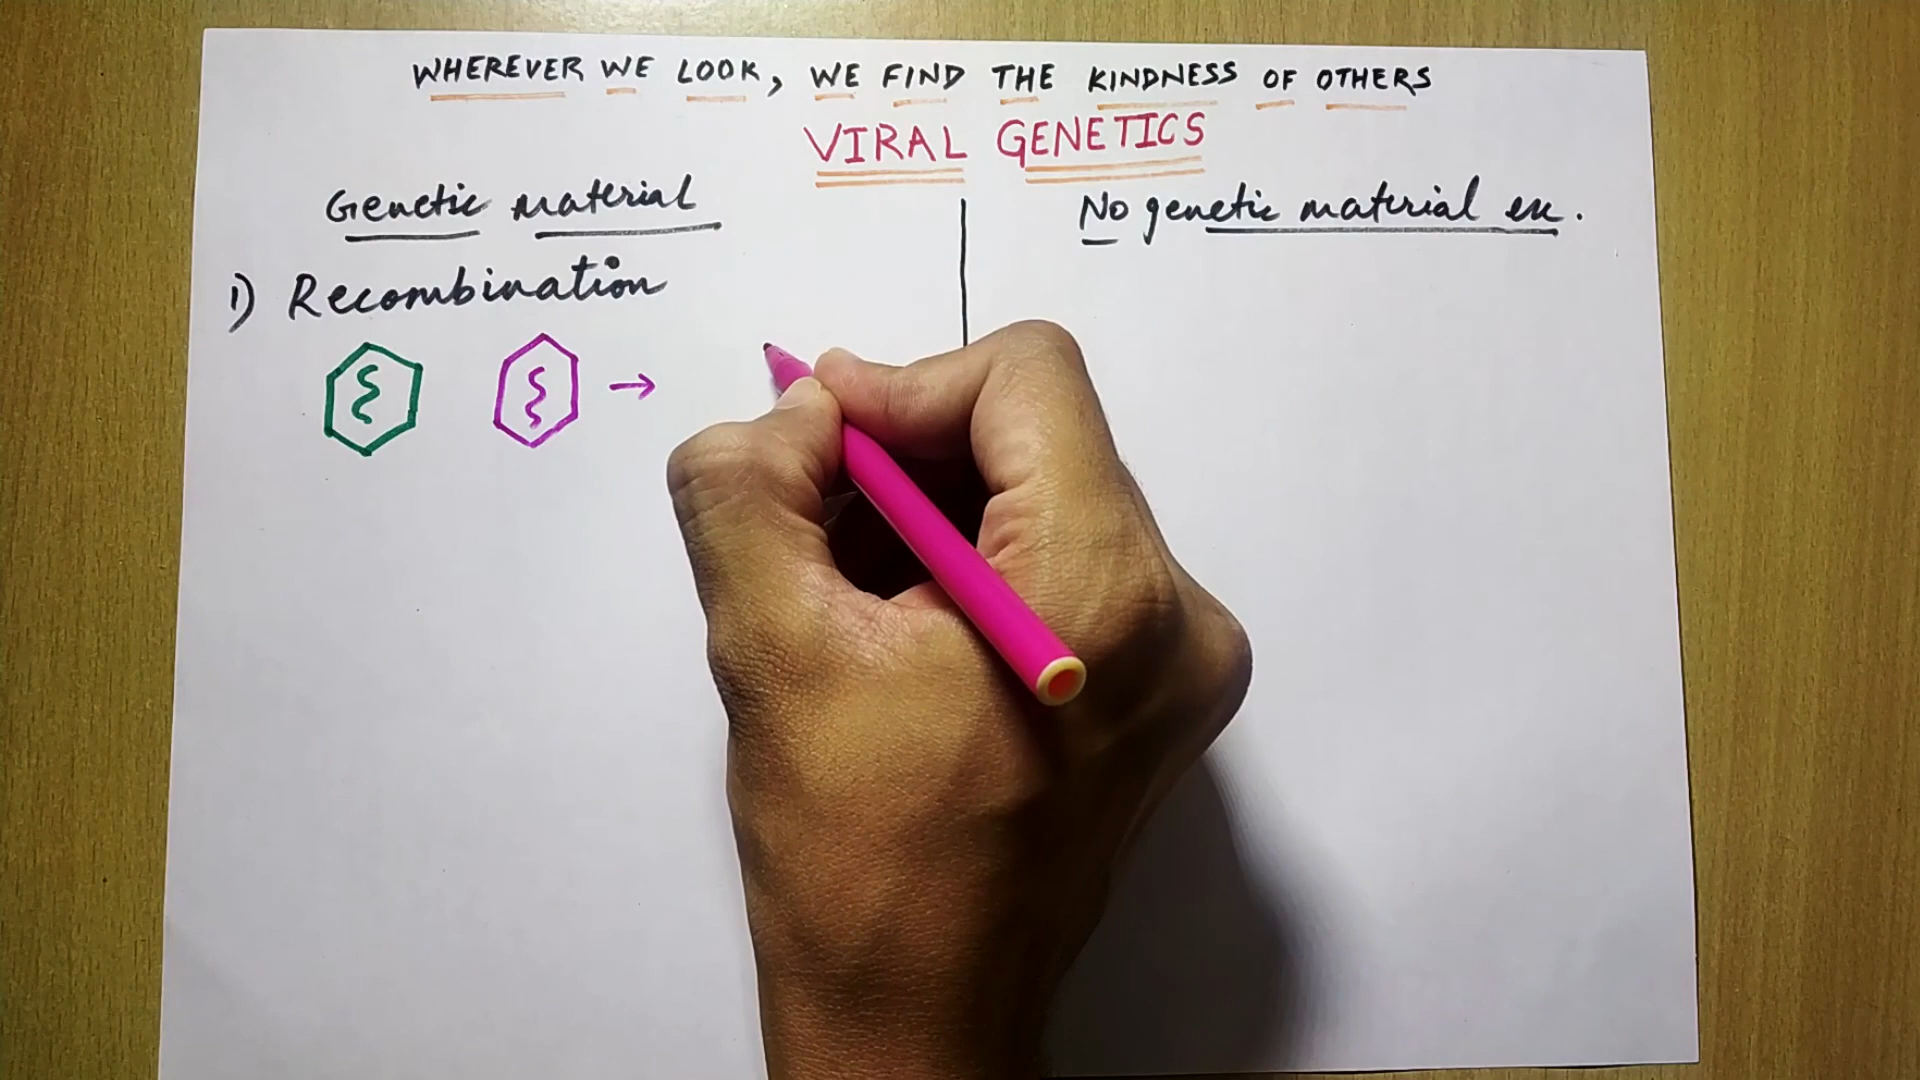 WHEREVER WE LOOK, WE FIND THE KINDNESS OF OTHERS
VIRAL GENETICS
Genetic material
No genetic material ex.
1) Recombination